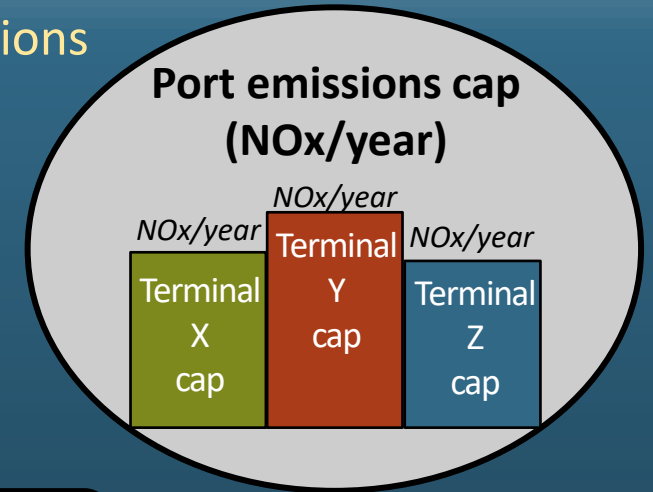 ions
Port emissions cap
(NOx/year)
NOx/year
NOx/year
NOx/year
Terminal
X
cap
Terminal
Y
cap
Terminal
Z
cap